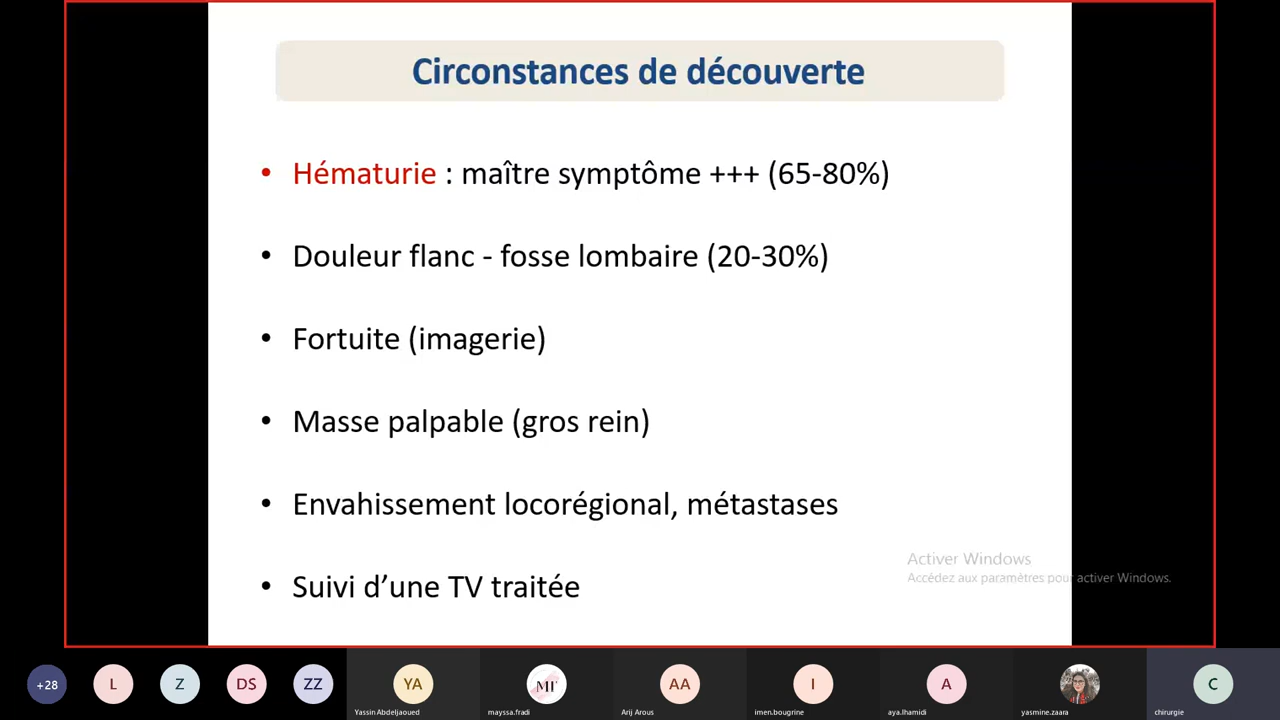 Circonstances de découverte
• Hématurie : maître symptôme +++ (65-80%)
• Douleur flanc - fosse lombaire (20-30%)
• Fortuite (imagerie)
• Masse palpable (gros rein)
• Envahissement locorégional, métastases
• Suivi d’une TV traitée
Activer Windows
Accédez aux paramètres pour activer Windows.
+28
L
Z
DS
ZZ
YA
MF
AA
I
A
C
Yassin Abdeljaoued
mayssa.fradi
Arij Arous
imen.bougrine
aya.lhamidi
yasmine.zaara
chirurgie